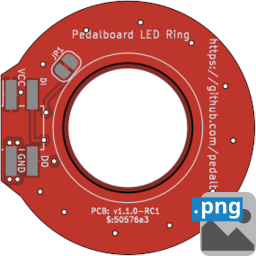 Pedalboard LED Ring
JP1
VCC
DI
https://github.com/pedalb
GND
DO
PCB: v1.1.0-RC1
$:50576a3
.png